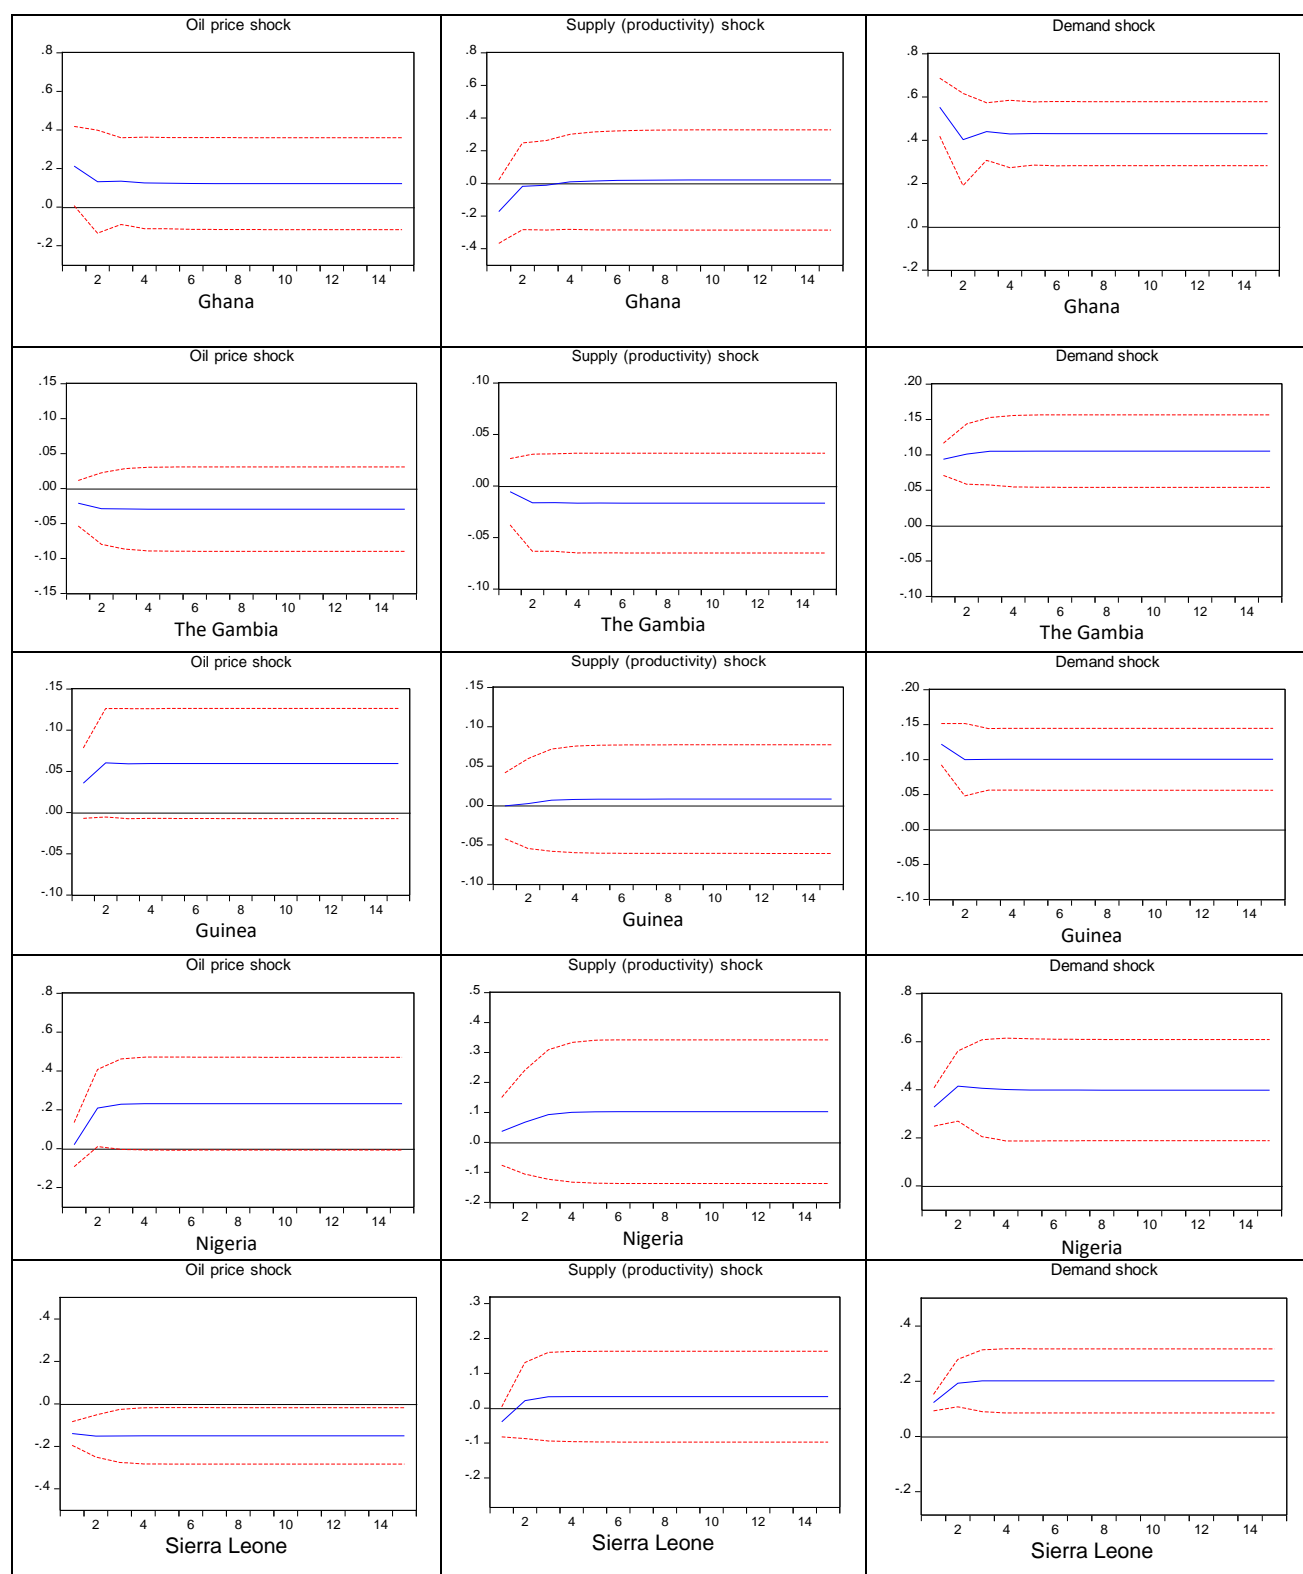 Oil price shock
.8
.6
.4
.2
.0
-.2
2 4 6 8 10 12 14
Ghana
Supply (productivity) shock
.8
.6
.4
.2
.0
-.2
-.4
2 4 6 8 10 12 14
Ghana
Demand shock
.8
.6
.4
.2
.0
-.2
2 4 6 8 10 12 14
Ghana
Oil price shock
.15
.10
.05
.00
-.05
-.10
-.15
2 4 6 8 10 12 14
The Gambia
Supply (productivity) shock
.10
.05
.00
-.05
-.10
2 4 6 8 10 12 14
The Gambia
Demand shock
.20
.15
.10
.05
.00
-.05
-.10
2 4 6 8 10 12 14
The Gambia
Oil price shock
.15
.10
.05
.00
-.05
-.10
2 4 6 8 10 12 14
Guinea
Supply (productivity) shock
.15
.10
.05
.00
-.05
-.10
2 4 6 8 10 12 14
Guinea
Demand shock
.20
.15
.10
.05
.00
-.05
-.10
2 4 6 8 10 12 14
Guinea
Oil price shock
.8
.6
.4
.2
.0
-.2
2 4 6 8 10 12 14
Nigeria
Supply (productivity) shock
.5
.4
.3
.2
.1
.0
-.1
-.2
2 4 6 8 10 12 14
Nigeria
Demand shock
.8
.6
.4
.2
.0
2 4 6 8 10 12 14
Nigeria
Oil price shock
.4
.2
.0
-.2
-.4
2 4 6 8 10 12 14
Sierra Leone
Supply (productivity) shock
.3
.2
.1
.0
-.1
-.2
2 4 6 8 10 12 14
Sierra Leone
Demand shock
.4
.2
.0
-.2
2 4 6 8 10 12 14
Sierra Leone